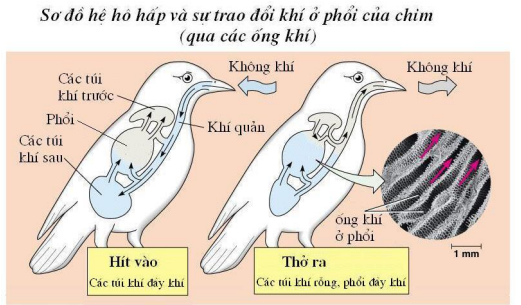 Sơ đồ hệ hô hấp và sự trao đổi khí ở phổi của chim
(qua các ống khí)
Các túi
khí trước
Phổi
Các túi
khí sau
Không khí
Khí quản
Không khí
ống khí
ở phổi
1 mm
Hít vào
Các túi khí đầy khí
Thở ra
Các túi khí rỗng, phổi đầy khí